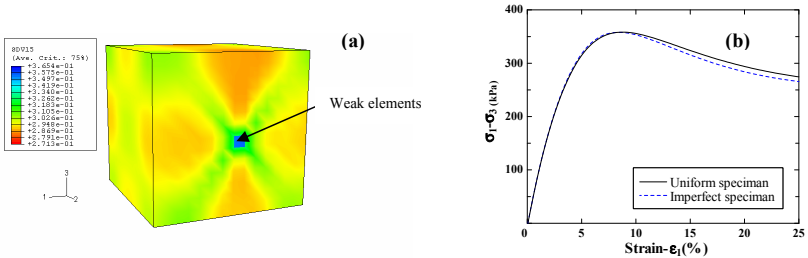 (a)
SDV15
(Ave. Crit.: 75%)
+3.654e-01
+3.575e-01
+3.497e-01
+3.419e-01
+3.340e-01
+3.262e-01
+3.183e-01
+3.105e-01
+3.026e-01
+2.948e-01
+2.869e-01
+2.791e-01
+2.713e-01
Weak elements
3
1
2
(b)
400
300
200
100
0
5
10
15
20
25
σ1-σ3 (kPa)
Strain-ε1(%)
Uniform speciman
Imperfect speciman